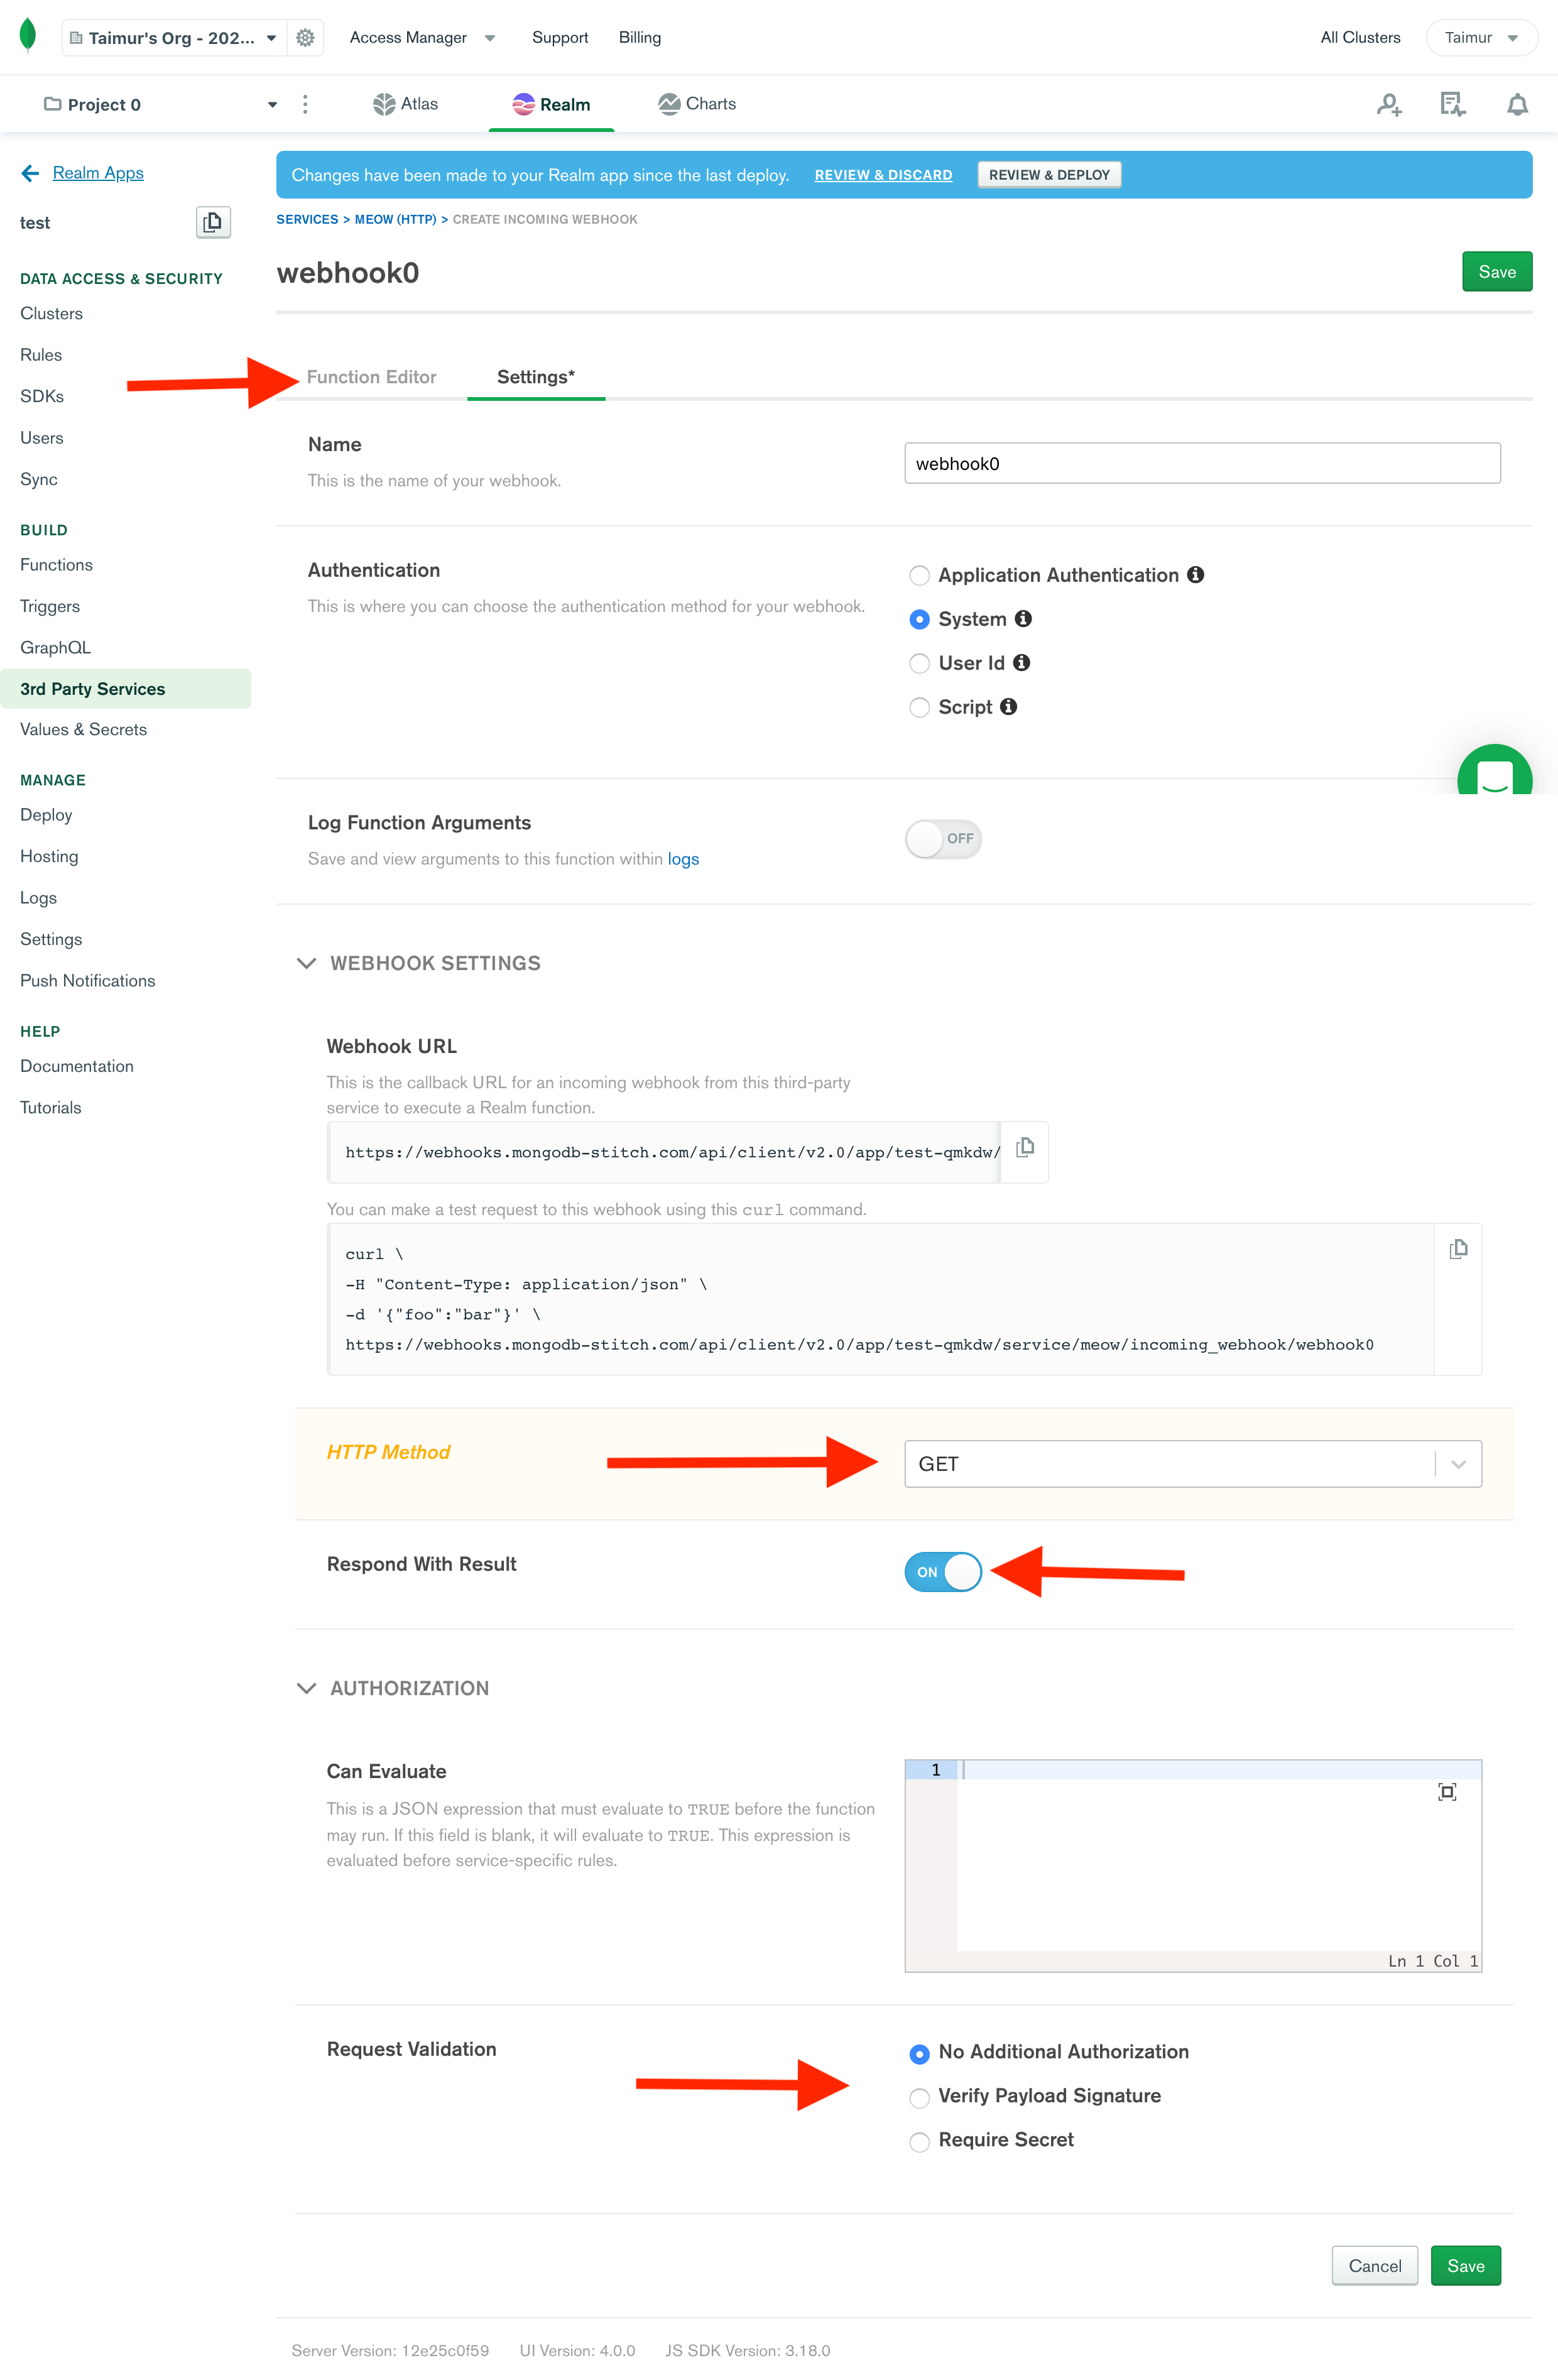 Taimur's Org - 202...
Access Manager
Support
Billing
All Clusters
Taimur
Project 0
Atlas
Realm
Charts
Realm Apps
test
DATA ACCESS & SECURITY
Clusters
Rules
SDKs
Users
Sync
BUILD
Functions
Triggers
GraphQL
3rd Party Services
Values & Secrets
MANAGE
Deploy
Hosting
Logs
Settings
Push Notifications
HELP
Documentation
Tutorials
Changes have been made to your Realm app since the last deploy. REVIEW & DISCARD REVIEW & DEPLOY
SERVICES > MEOW (HTTP) > CREATE INCOMING WEBHOOK
webhook0
Save
Function Editor
Settings*
Name
This is the name of your webhook.
webhook0
Authentication
This is where you can choose the authentication method for your webhook.
Application Authentication
System
User Id
Script
Log Function Arguments
Save and view arguments to this function within logs
OFF
WEBHOOK SETTINGS
Webhook URL
This is the callback URL for an incoming webhook from this third-party
service to execute a Realm function.
https://webhooks.mongodb-stitch.com/api/client/v2.0/app/test-qmkdw/
You can make a test request to this webhook using this curl command.
curl \
-H "Content-Type: application/json" \
-d '{"foo":"bar"}' \
https://webhooks.mongodb-stitch.com/api/client/v2.0/app/test-qmkdw/service/meow/incoming_webhook/webhook0
HTTP Method
GET
Respond With Result
ON
AUTHORIZATION
Can Evaluate
This is a JSON expression that must evaluate to TRUE before the function
may run. If this field is blank, it will evaluate to TRUE. This expression is
evaluated before service-specific rules.
1
Ln 1 Col 1
Request Validation
No Additional Authorization
Verify Payload Signature
Require Secret
Cancel
Save
Server Version: 12e25c0f59 UI Version: 4.0.0 JS SDK Version: 3.18.0